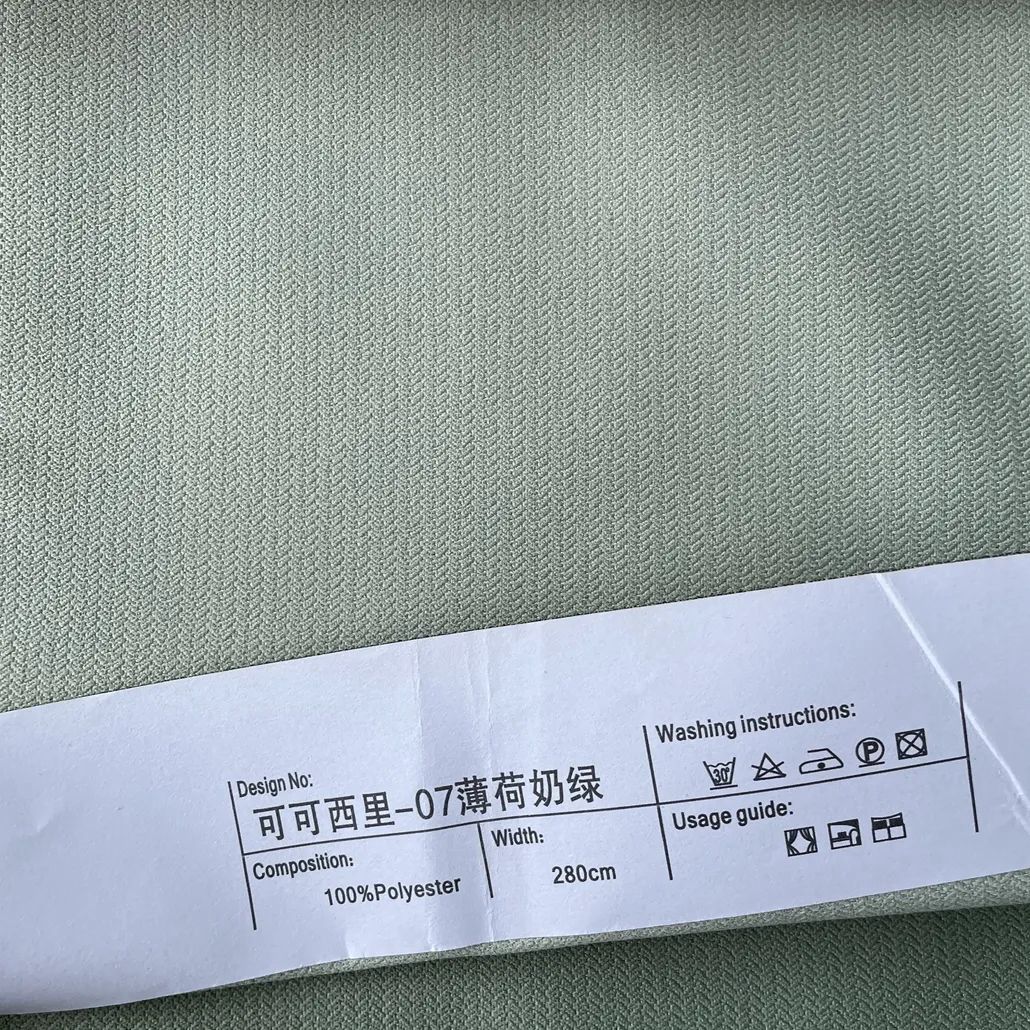 Design No:
可可西里-07薄荷奶绿
Composition:
100%Polyester
Width:
280cm
Washing instructions:
30°
P
Usage guide: